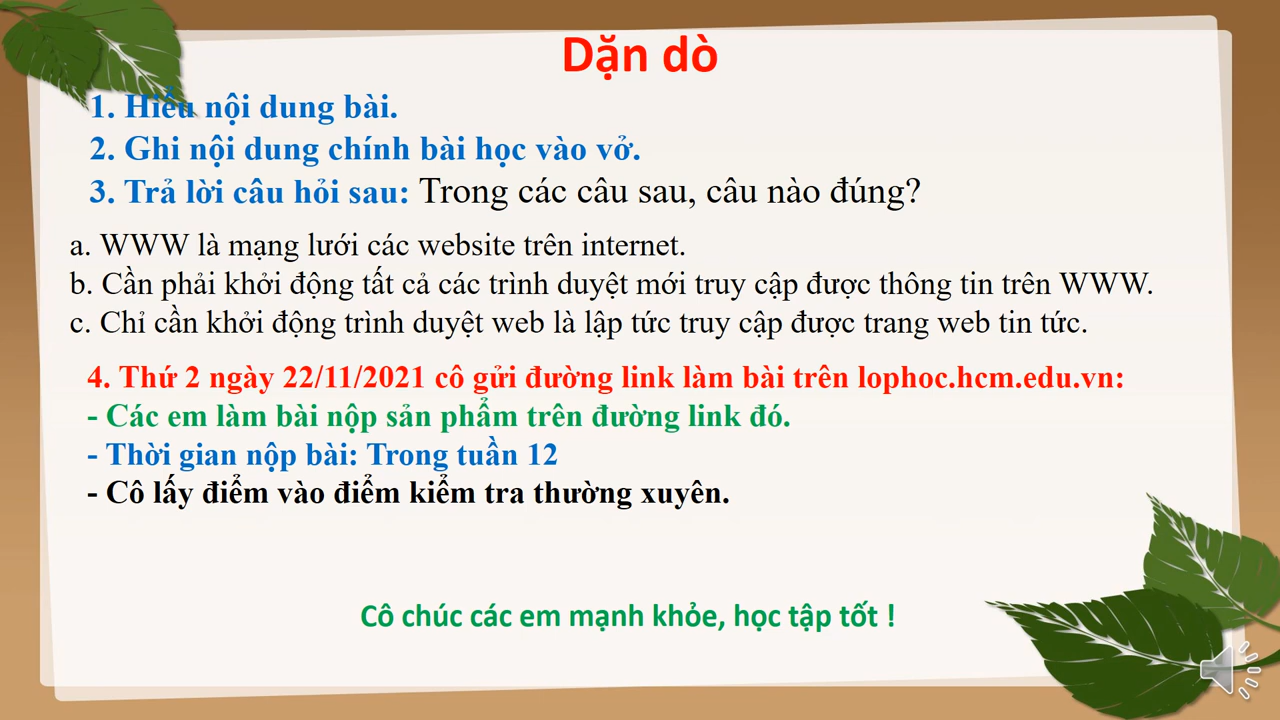 Dặn dò
1. Hiểu nội dung bài.
2. Ghi nội dung chính bài học vào vở.
3. Trả lời câu hỏi sau: Trong các câu sau, câu nào đúng?
a. WWW là mạng lưới các website trên internet.
b. Cần phải khởi động tất cả các trình duyệt mới truy cập được thông tin trên WWW.
c. Chỉ cần khởi động trình duyệt web là lập tức truy cập được trang web tin tức.
4. Thứ 2 ngày 22/11/2021 cô gửi đường link làm bài trên lophoc.hcm.edu.vn:
- Các em làm bài nộp sản phẩm trên đường link đó.
- Thời gian nộp bài: Trong tuần 12
- Cô lấy điểm vào điểm kiểm tra thường xuyên.
Cô chúc các em mạnh khỏe, học tập tốt !